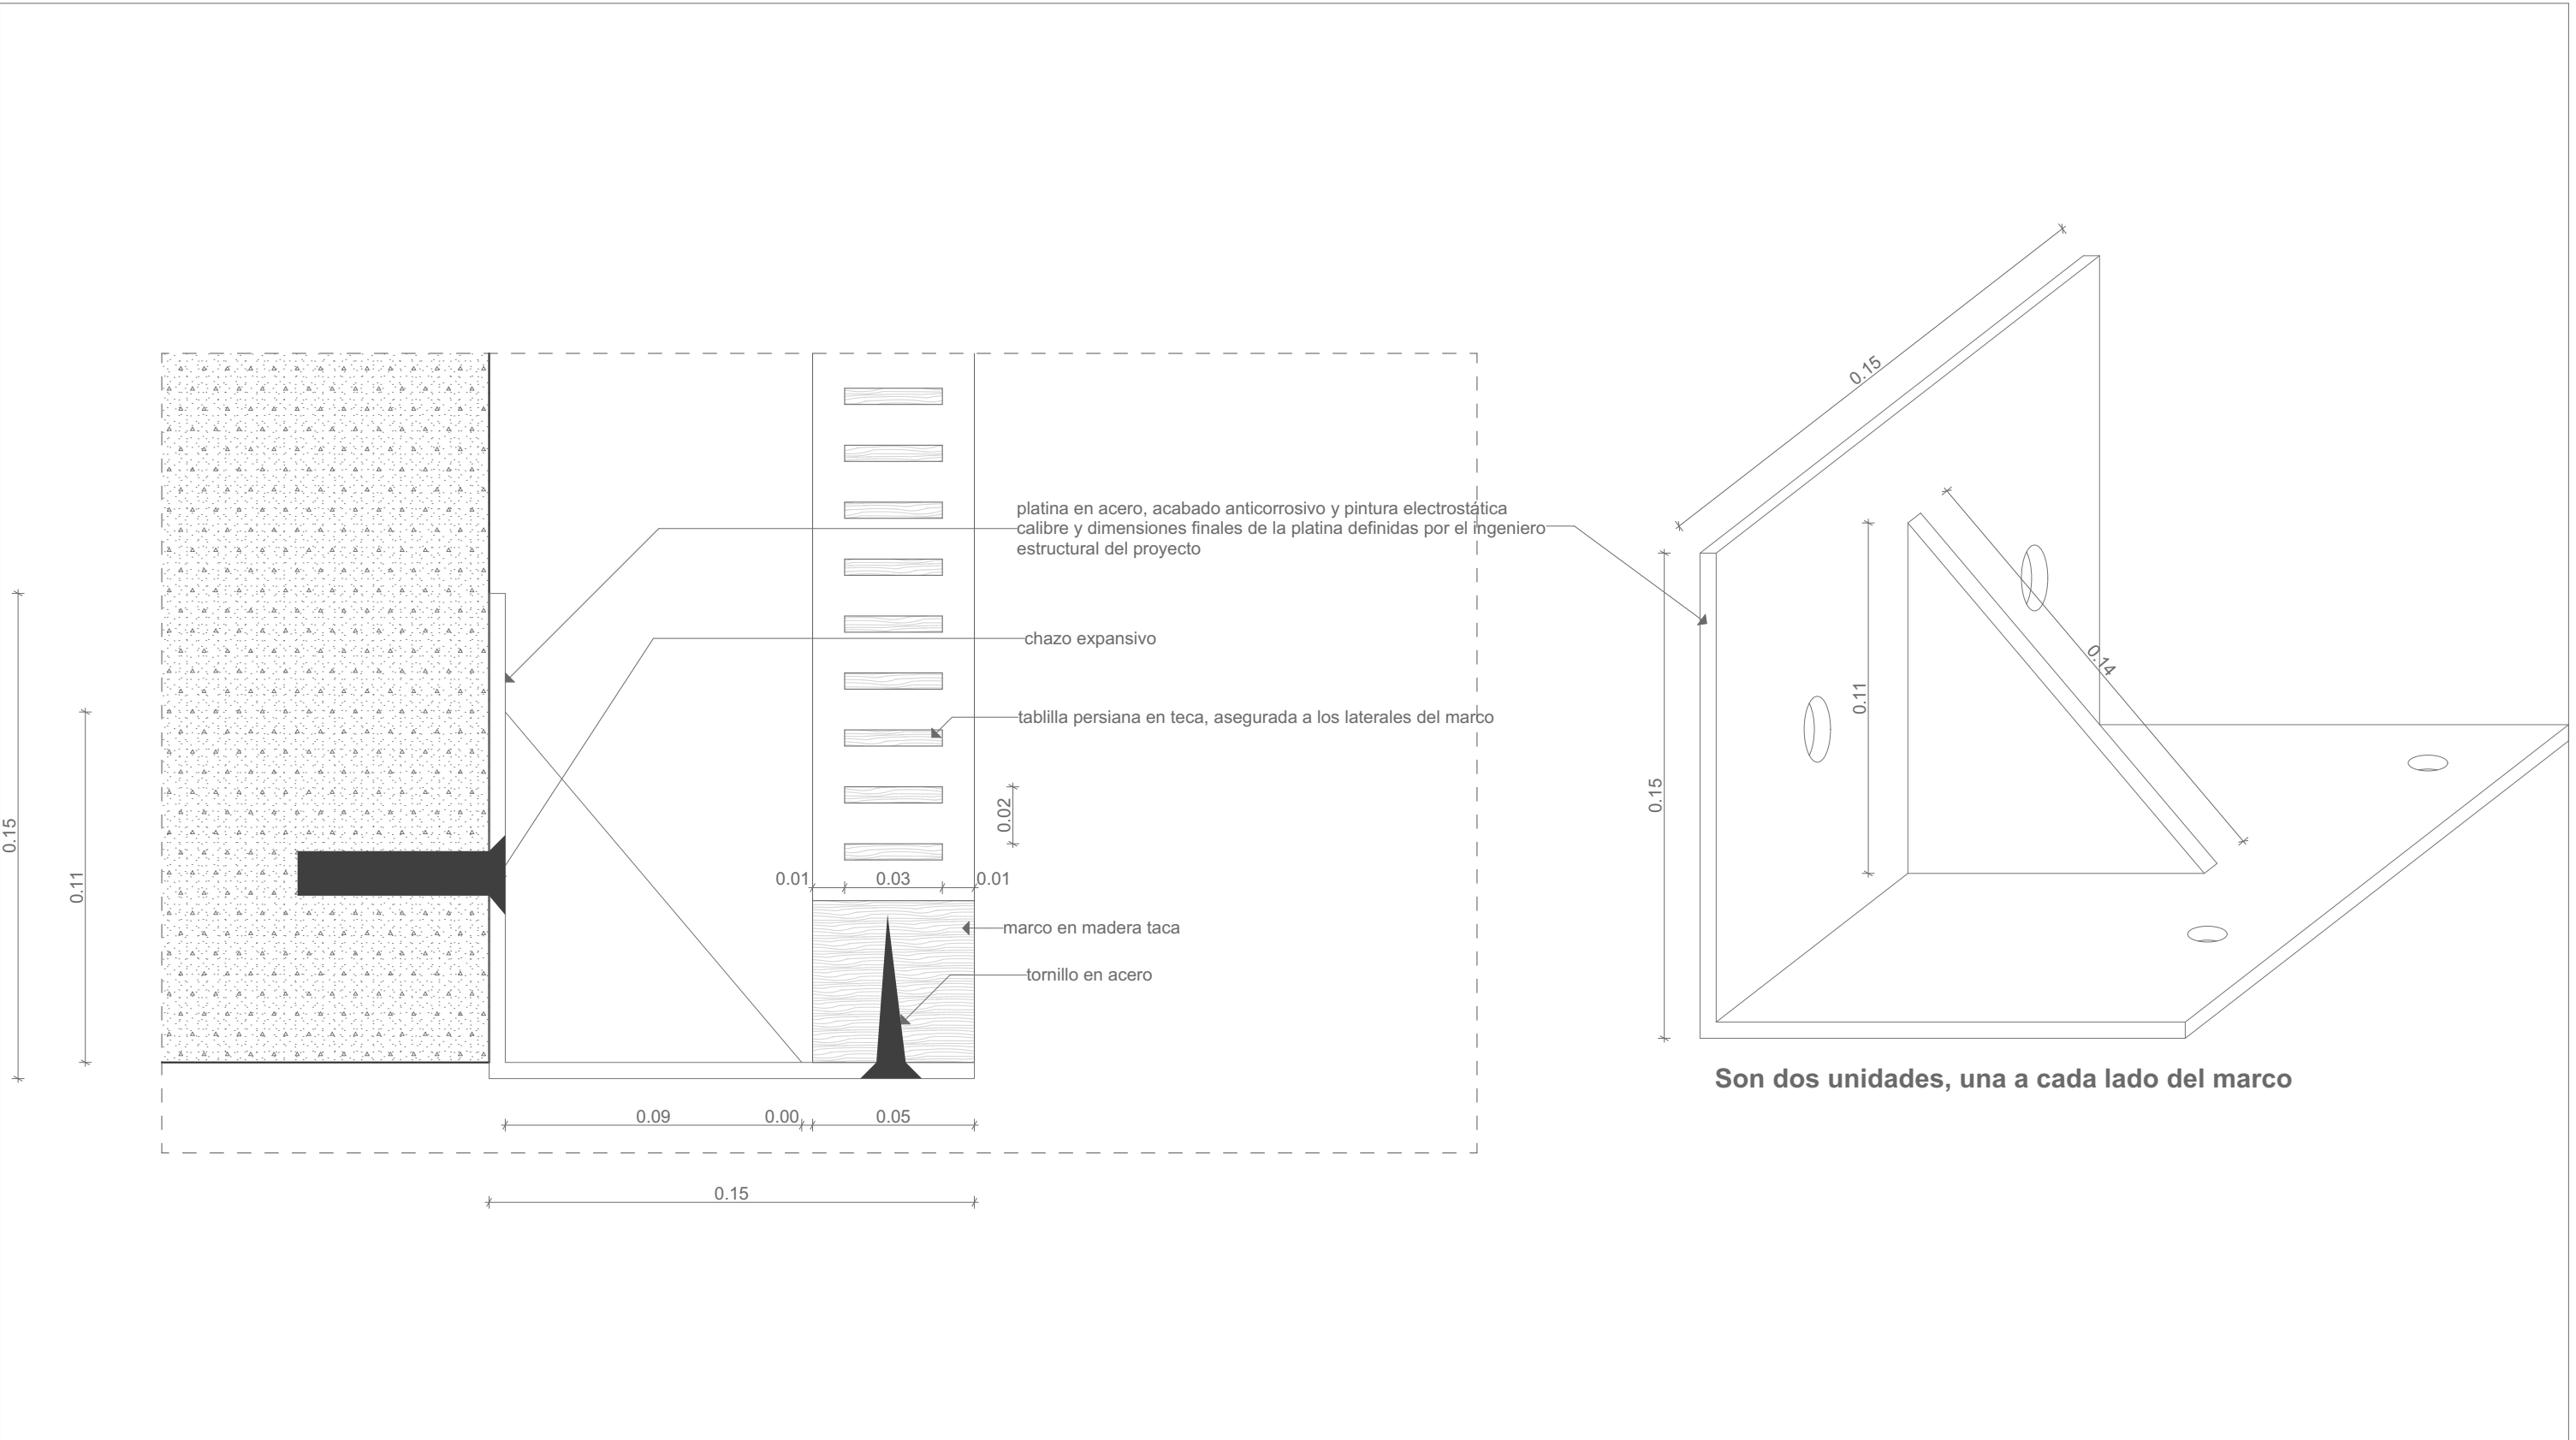 0.15
0.15
platina en acero, acabado anticorrosivo y pintura electrostática
calibre y dimensiones finales de la platina definidas por el ingeniero
estructural del proyecto
chazo expansivo
0.14
0.11
tablilla persiana en teca, asegurada a los laterales del marco
0.15
0.11
0.02
0.15
0.01
0.03
0.01
marco en madera taca
tornillo en acero
Son dos unidades, una a cada lado del marco
0.09
0.00
0.05
0.15